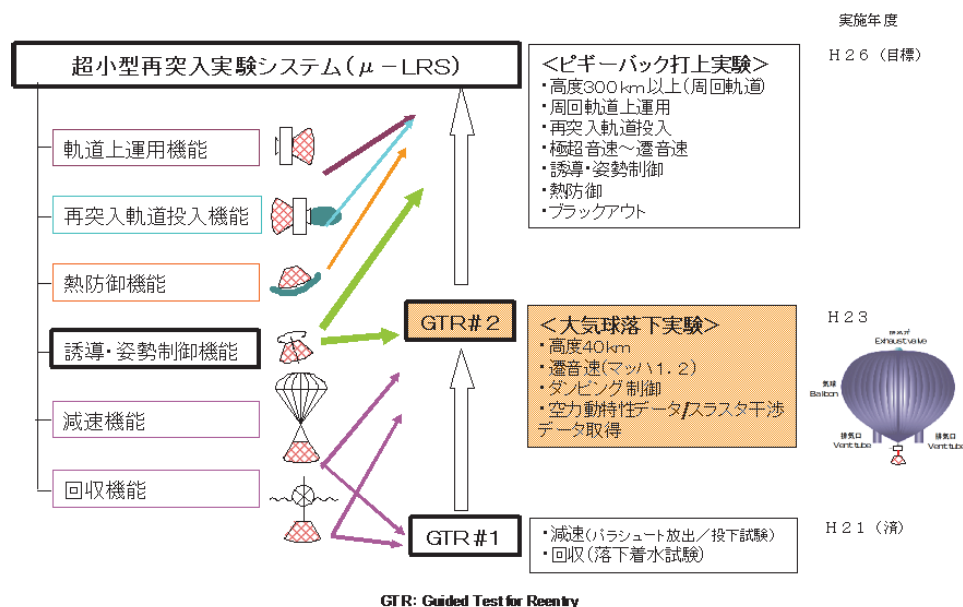 実施年度
超小型再突入実験システム(μ-LRS)
＜ピギーバック打上実験＞
・高度300km以上(周回軌道)
・周回軌道上運用
・再突入軌道投入
・極超音速～遷音速
・誘導・姿勢制御
・熱防御
・ブラックアウト
H26 (目標)
軌道上運用機能
再突入軌道投入機能
熱防御機能
誘導・姿勢制御機能
減速機能
回収機能
GTR#2
＜大気球落下実験＞
・高度40km
・遷音速(マッハ1.2)
・ダンピング制御
・空力動特性データ/スラスタ干渉
データ取得
H23
排気弁
Exhaust valve
気球
Balloon
排気口
Vent tube
排気口
Vent tube
GTR#1
・減速(パラシュート放出／投下試験)
・回収(落下着水試験)
H21 (済)
GTR: Guided Test for Reentry